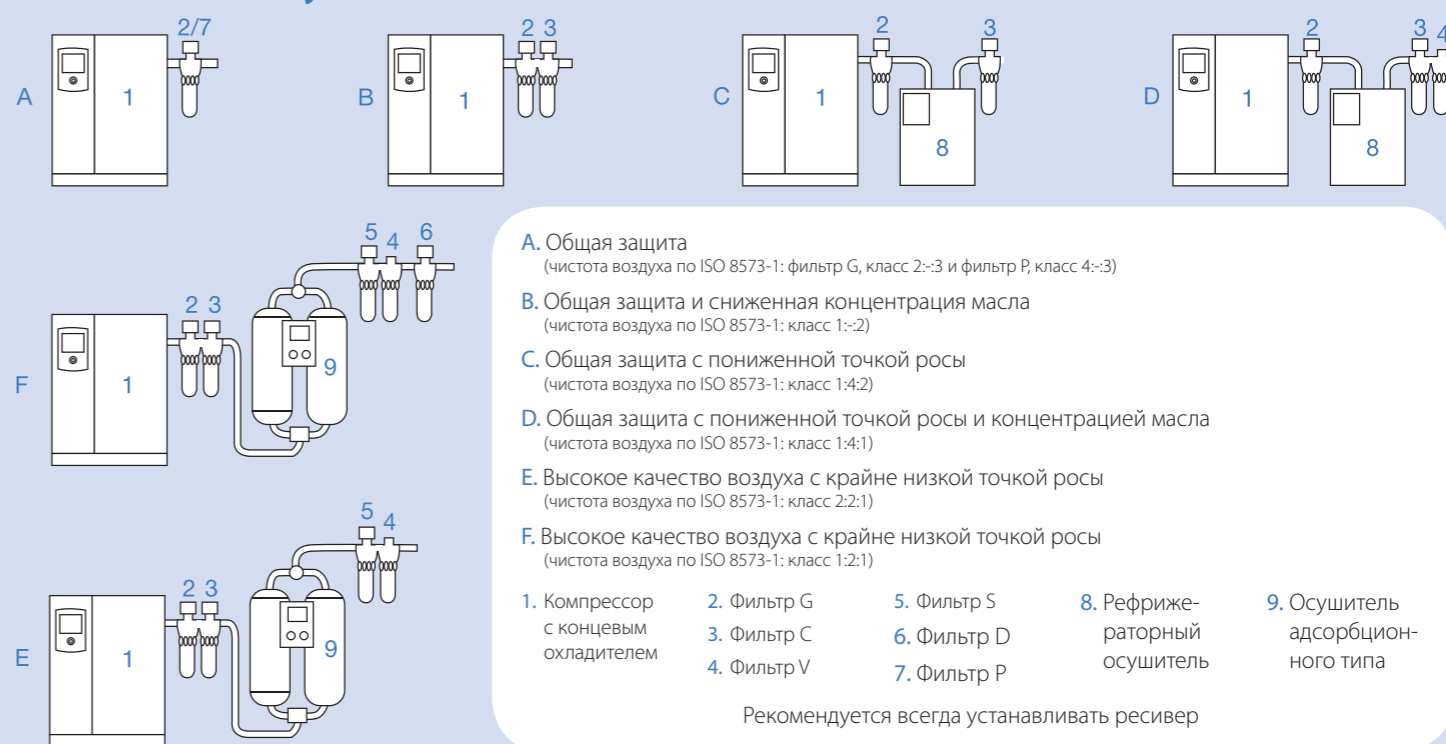 2/7
A
1
2 3
B
1
2
3
C
1
8
2
3 4
D
1
8
5 4 6
2 3
F
1
9
5 4
2 3
E
1
9
A. Общая защита
(чистота воздуха по ISO 8573-1: фильтр G, класс 2:-:3 и фильтр P, класс 4:-:3)
B. Общая защита и сниженная концентрация масла
(чистота воздуха по ISO 8573-1: класс 1:-:2)
C. Общая защита с пониженной точкой росы
(чистота воздуха по ISO 8573-1: класс 1:4:2)
D. Общая защита с пониженной точкой росы и концентрацией масла
(чистота воздуха по ISO 8573-1: класс 1:4:1)
E. Высокое качество воздуха с крайне низкой точкой росы
(чистота воздуха по ISO 8573-1: класс 2:2:1)
F. Высокое качество воздуха с крайне низкой точкой росы
(чистота воздуха по ISO 8573-1: класс 1:2:1)
1. Компрессор
с концевым
охладителем
2. Фильтр G
3. Фильтр C
4. Фильтр V
5. Фильтр S
6. Фильтр D
7. Фильтр P
8. Рефриже-
раторный
осушитель
9. Осушитель
адсорбцион-
ного типа
Рекомендуется всегда устанавливать ресивер